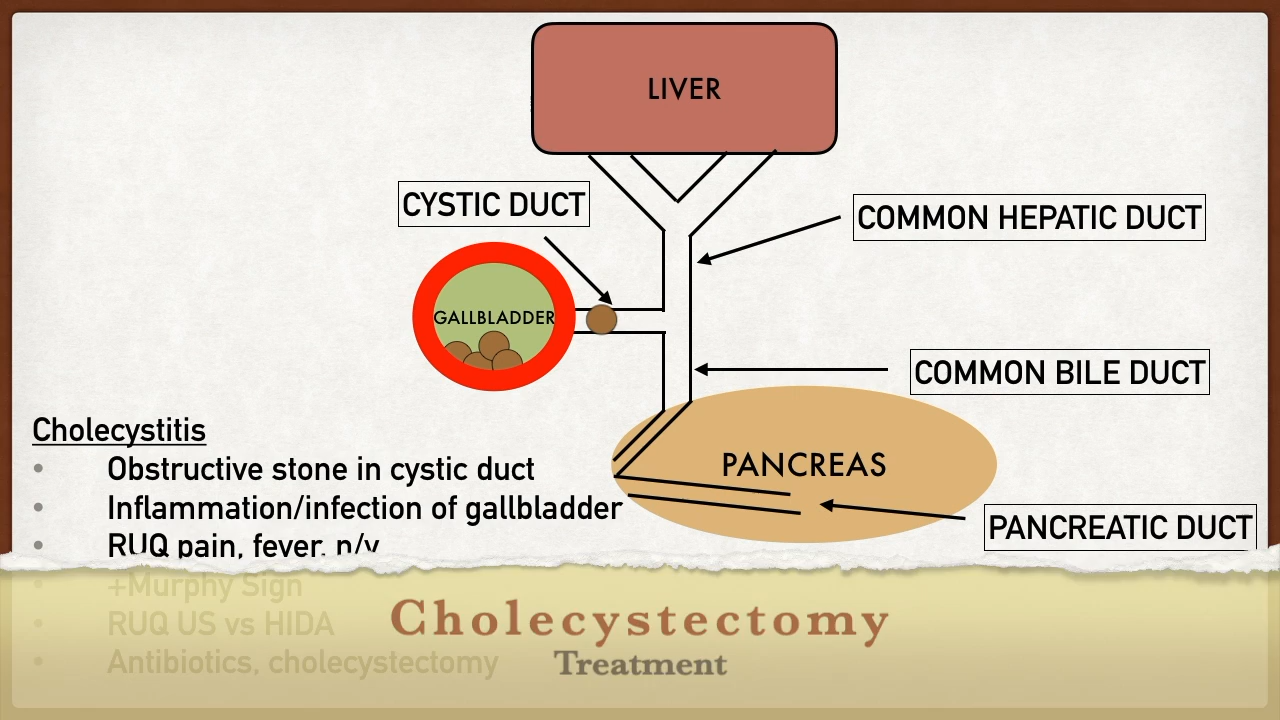 LIVER
CYSTIC DUCT
COMMON HEPATIC DUCT
GALLBLADDER
COMMON BILE DUCT
Cholecystitis
• Obstructive stone in cystic duct
PANCREAS
• Inflammation/infection of gallbladder
PANCREATIC DUCT
• RUQ pain, fever, n/v
• +Murphy Sign
• RUQ US vs HIDA
• Antibiotics, cholecystectomy
Cholecystectomy
Treatment